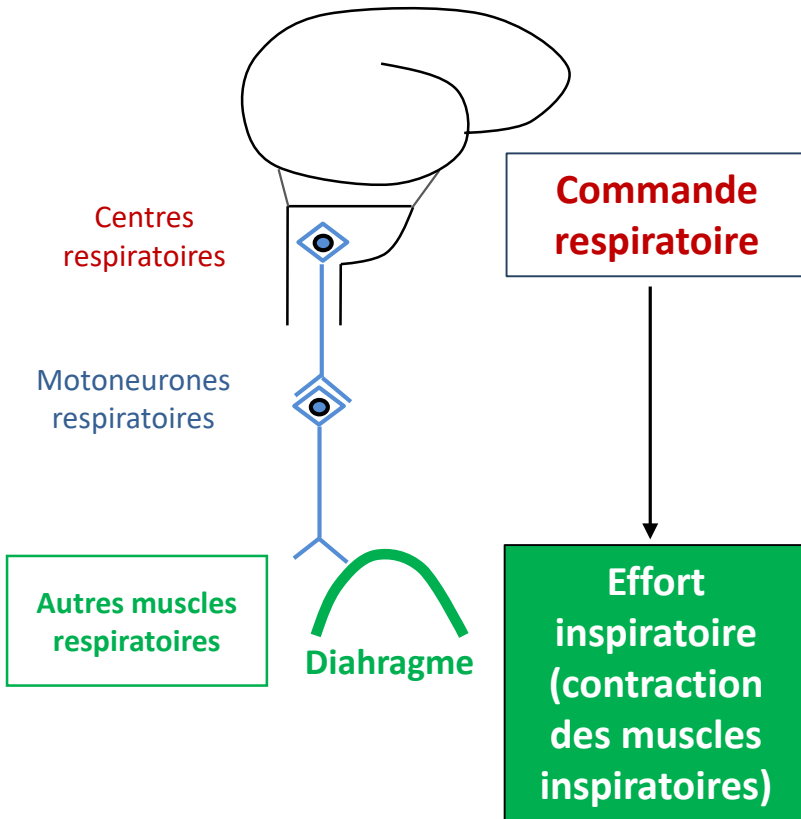 Centres
respiratoires
Commande
respiratoire
Motoneurones
respiratoires
Autres muscles
respiratoires
Diahragme
Effort
inspiratoire
(contraction
des muscles
inspiratoires)